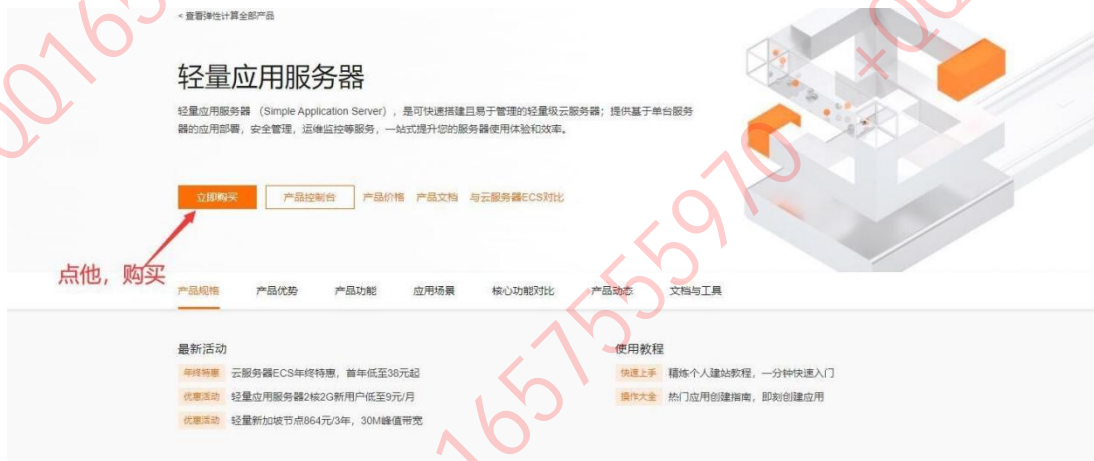 < 查看弹性计算全部产品
轻量应用服务器
轻量应用服务器 （Simple Application Server），是可快速搭建且易于管理的轻量级云服务器；提供基于单台服务
器的应用部署，安全管理，运维监控等服务，一站式提升您的服务器使用体验和效率。
立即购买 产品控制台 产品价格 产品文档 与云服务器ECS对比
点他，购买
产品规格 产品优势 产品功能 应用场景 核心功能对比 产品动态 文档与工具
最新活动
年终特惠 云服务器ECS年终特惠，首年低至38元起
优惠活动 轻量应用服务器2核2G新用户低至9元/月
优惠活动 轻量新加坡节点864元/3年，30M峰值带宽
使用教程
快速上手 精炼个人建站教程，一分钟快速入门
操作大全 热门应用创建指南，即刻创建应用
1657555970